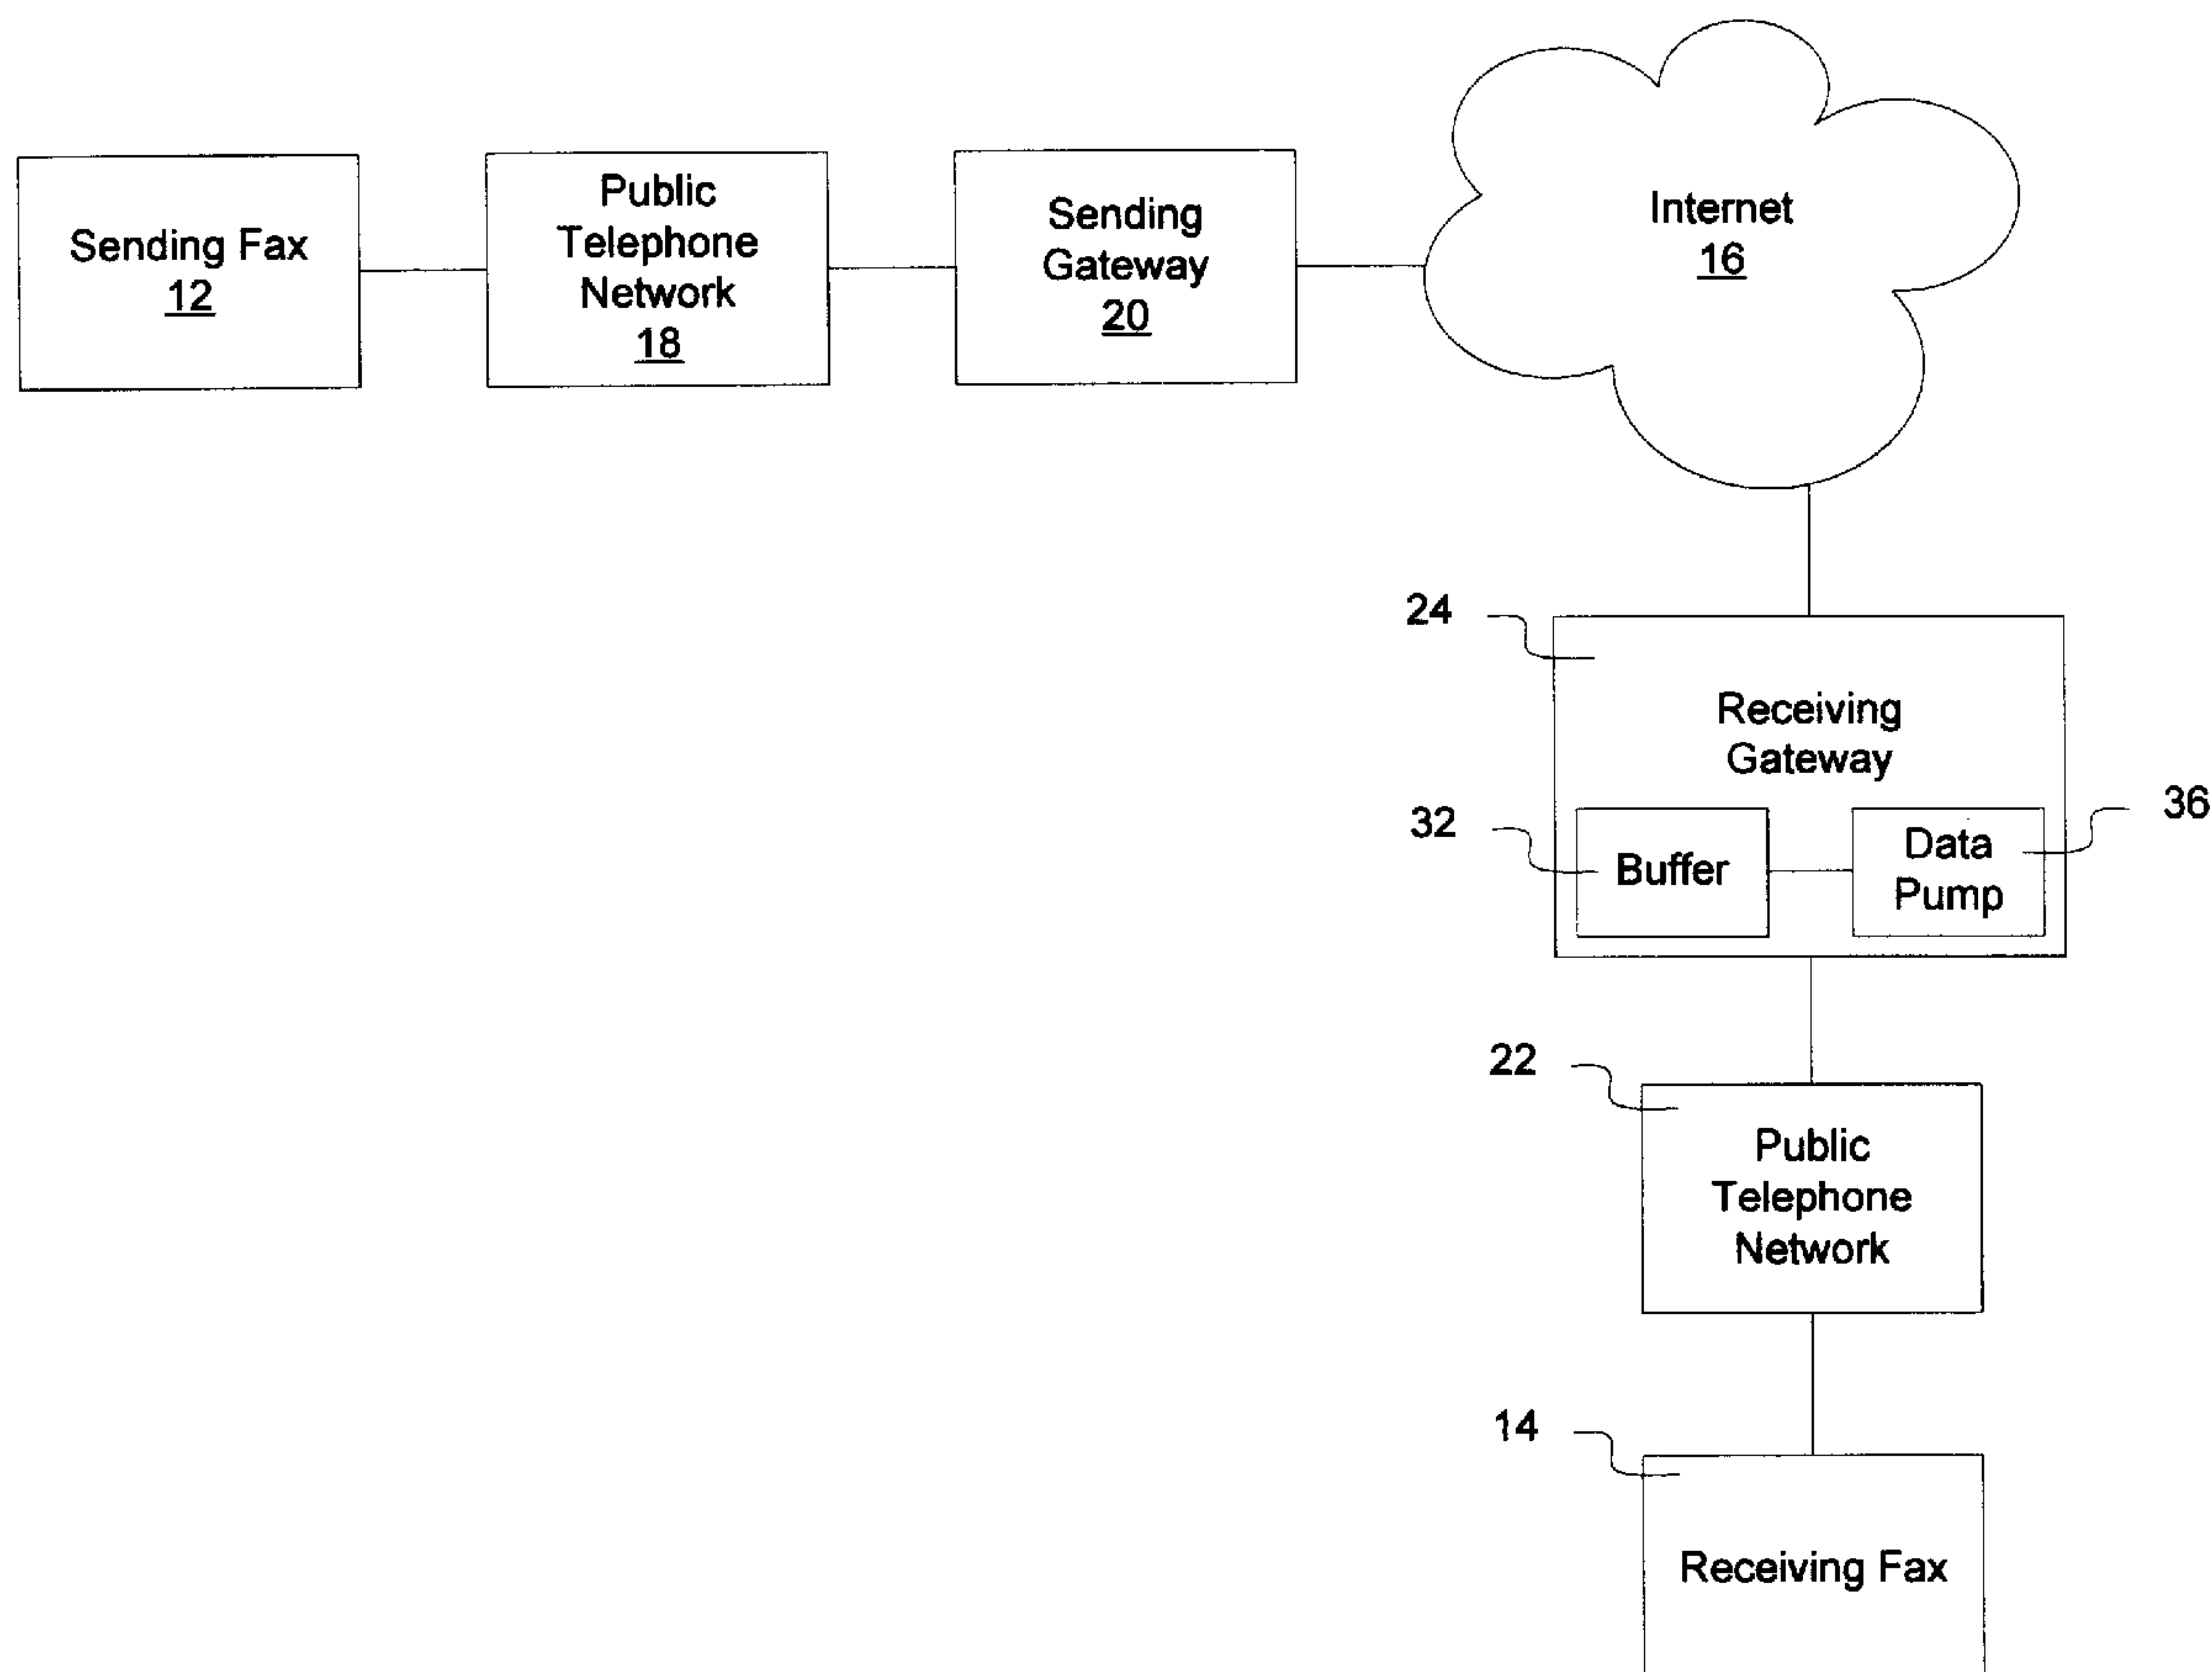 Sending Fax
12
Public
Telephone
Network
18
Sending
Gateway
20
Internet
16
24
Receiving
Gateway
32
Buffer
Data
Pump
36
22
Public
Telephone
Network
14
Receiving Fax